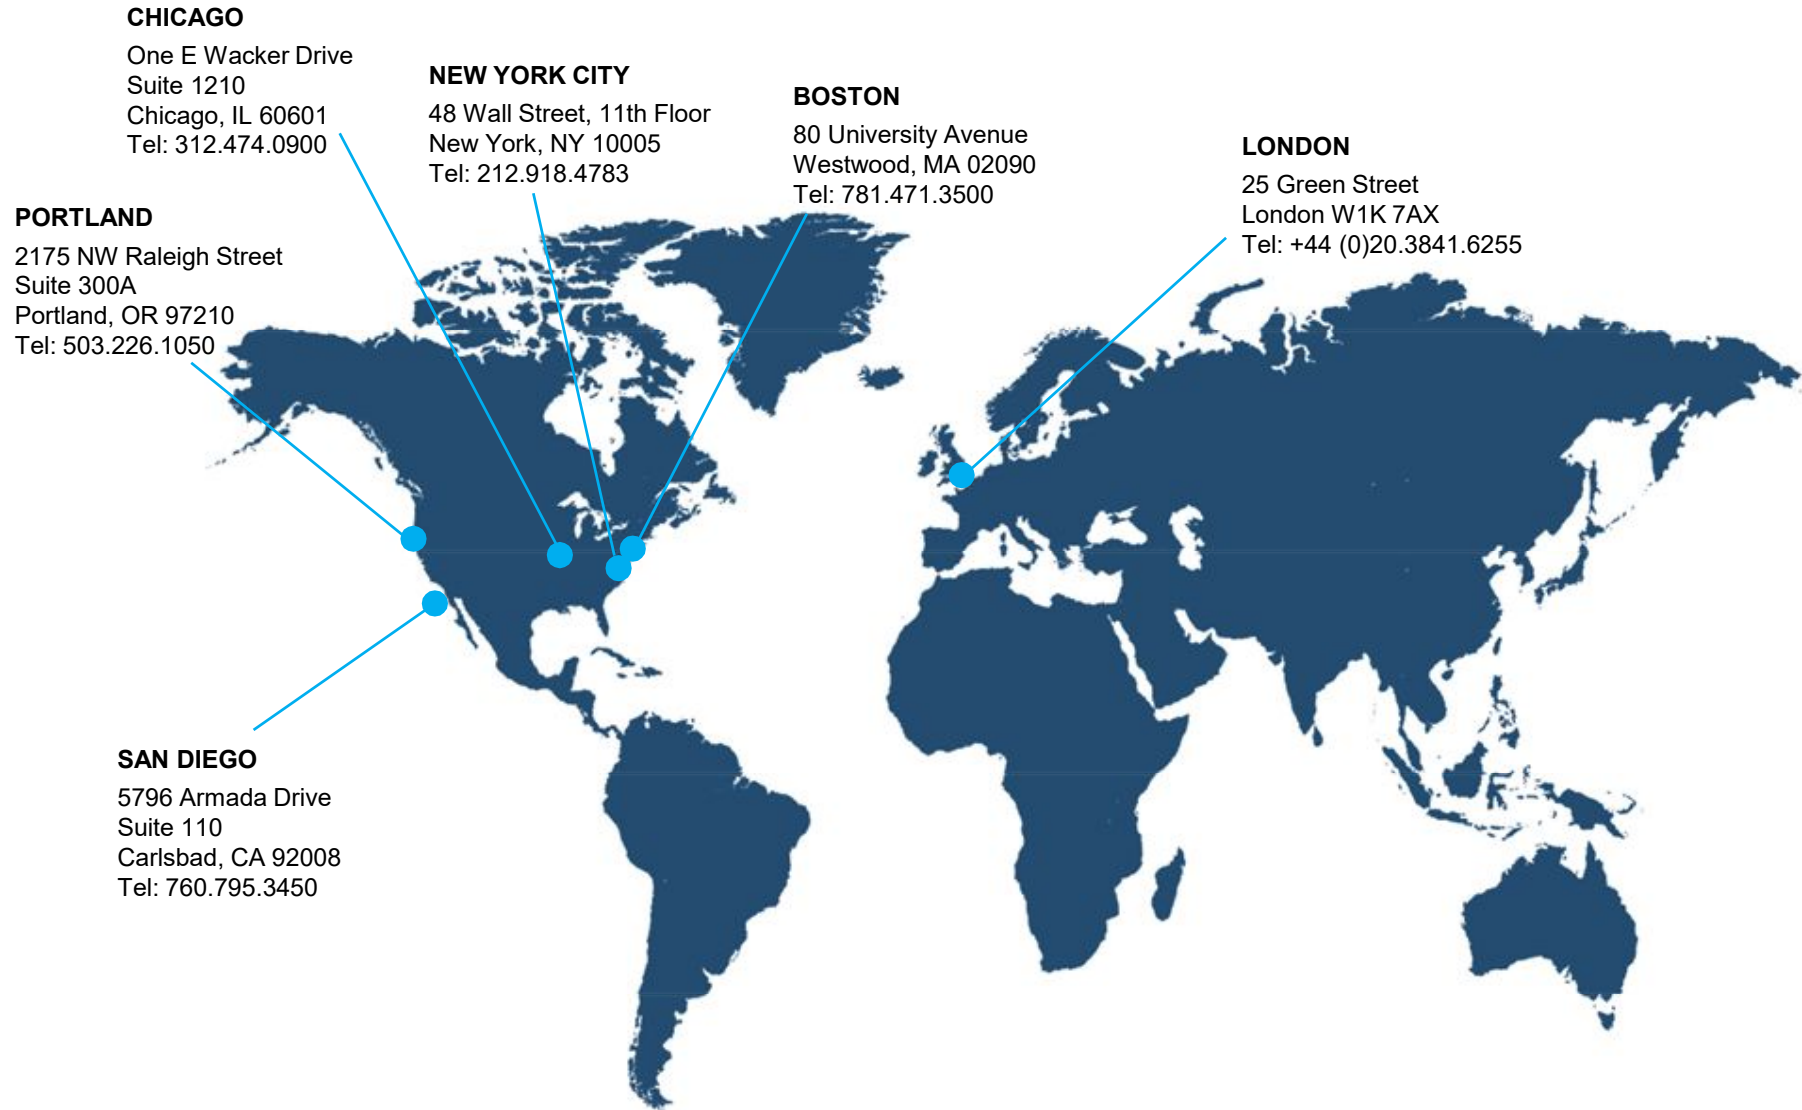 CHICAGO
One E Wacker Drive
Suite 1210
Chicago, IL 60601
Tel: 312.474.0900
NEW YORK CITY
48 Wall Street, 11th Floor
New York, NY 10005
Tel: 212.918.4783
BOSTON
80 University Avenue
Westwood, MA 02090
Tel: 781.471.3500
LONDON
25 Green Street
London W1K 7AX
Tel: +44 (0)20.3841.6255
PORTLAND
2175 NW Raleigh Street
Suite 300A
Portland, OR 97210
Tel: 503.226.1050
SAN DIEGO
5796 Armada Drive
Suite 110
Carlsbad, CA 92008
Tel: 760.795.3450